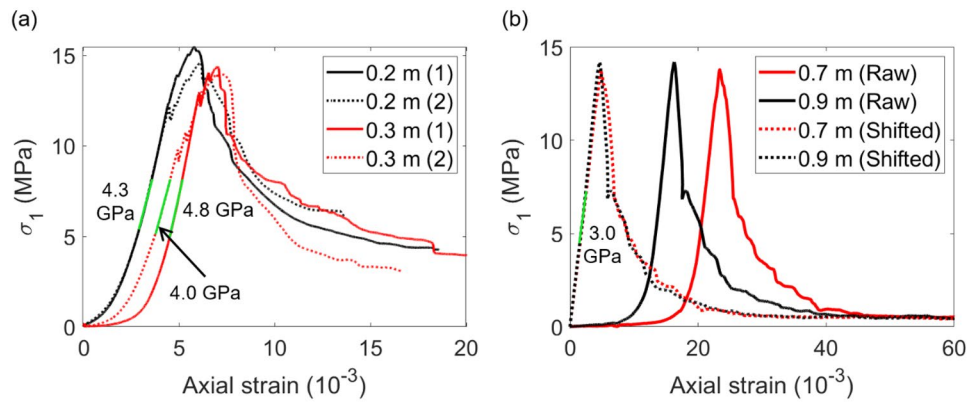 (a)
σ1 (MPa)
15
10
5
0
0 5 10 15 20
Axial strain (10-3)
0.2 m (1)
0.2 m (2)
0.3 m (1)
0.3 m (2)
4.3
GPa
4.8 GPa
4.0 GPa
(b)
σ1 (MPa)
15
10
5
0
0 20 40 60
Axial strain (10-3)
0.7 m (Raw)
0.9 m (Raw)
0.7 m (Shifted)
0.9 m (Shifted)
3.0
GPa